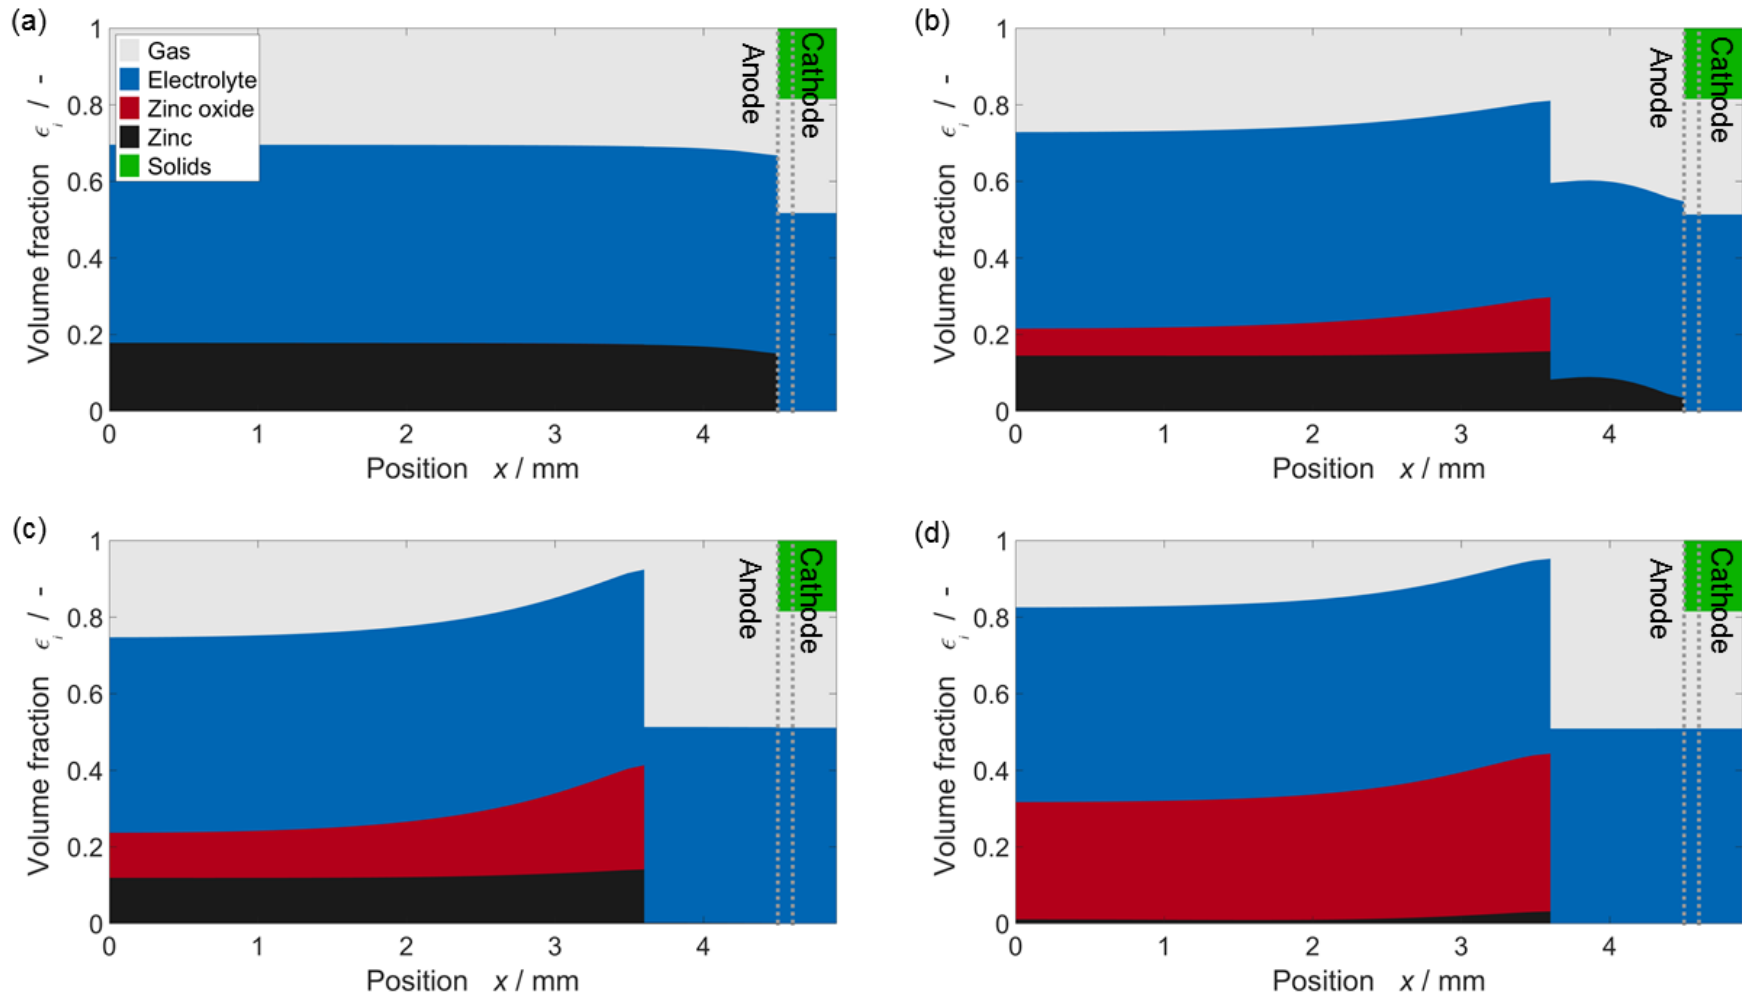 (a)
1
0.8
0.6
0.4
0.2
0
Volume fraction ϵi / -
Gas
Electrolyte
Zinc oxide
Zinc
Solids
Anode
Cathode
0 1 2 3 4
Position x / mm
(b)
1
0.8
0.6
0.4
0.2
0
Volume fraction ϵi / -
Anode
Cathode
0 1 2 3 4
Position x / mm
(c)
1
0.8
0.6
0.4
0.2
0
Volume fraction ϵi / -
Anode
Cathode
0 1 2 3 4
Position x / mm
(d)
1
0.8
0.6
0.4
0.2
0
Volume fraction ϵi / -
Anode
Cathode
0 1 2 3 4
Position x / mm